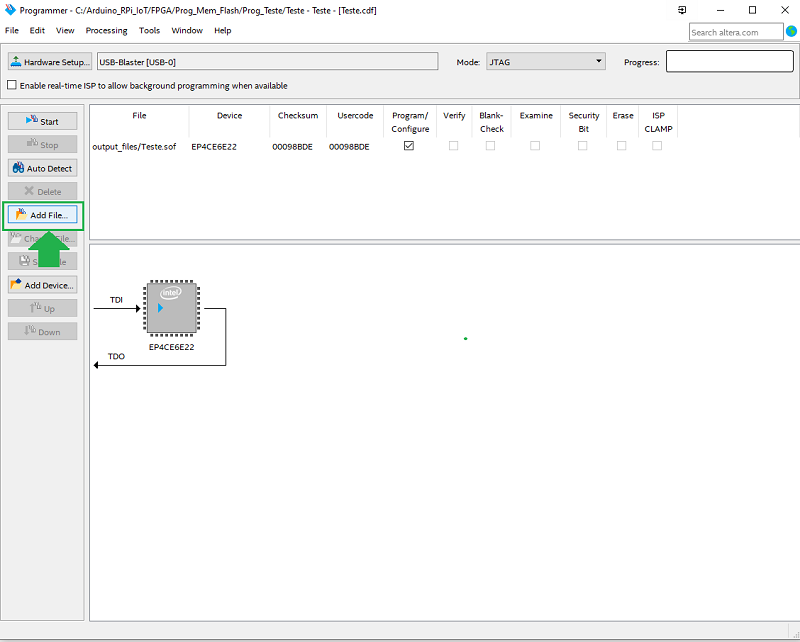 Programmer - C:/Arduino_RPi_IoT/FPGA/Prog_Mem_Flash/Prog_Teste/Teste - Teste - [Teste.cdf]
File Edit View Processing Tools Window Help
Search altera.com
Hardware Setup... USB-Blaster [USB-0] Mode: JTAG Progress:
Enable real-time ISP to allow background programming when available
Start
Stop
Auto Detect
Delete
Add File...
File...
Add Device...
Up
Down
File Device Checksum Usercode Program/ Verify Blank- Examine Security Erase ISP
Configure Check Bit CLAMP
output_files/Teste.sof EP4CE6E22 00098BDE 00098BDE
TDI
intel
EP4CE6E22
TDO